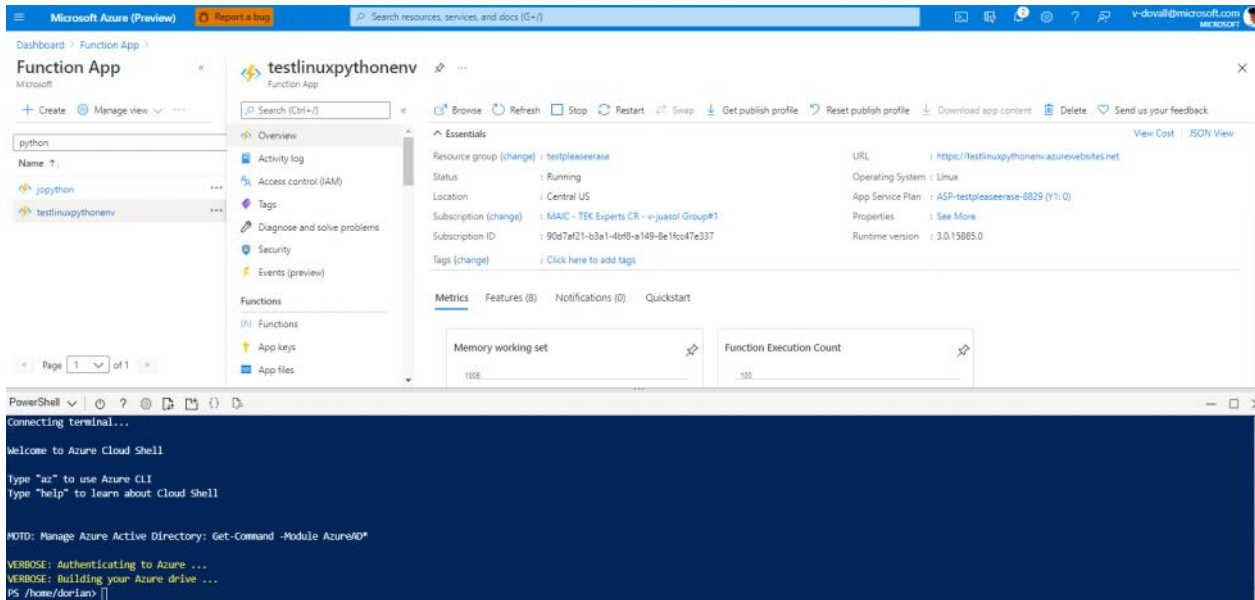 Microsoft Azure (Preview)
Report a bug
Search resources, services, and docs (G+/)
2
v-dovall@microsoft.com
MICROSOFT
Dashboard > Function App >
Function App
Microsoft
+ Create
Manage view
python
Name ↑↓
jopython
testlinuxpythonenv
< Page 1 of 1 >
testlinuxpythonenv
Function App
Search (Ctrl+/)
Overview
Activity log
Access control (IAM)
Tags
Diagnose and solve problems
Security
Events (preview)
Functions
Functions
App keys
App files
Browse Refresh Stop Restart Swap Get publish profile Reset publish profile Download app content Delete Send us your feedback
Essentials
View Cost | JSON View
Resource group (change) : testpleaseerase
Status : Running
Location : Central US
Subscription (change) : MAIC - TEK Experts CR - v-juasol Group#1
Subscription ID : 90d7af21-b3a1-4bf8-a149-8e1fcc47e337
Tags (change) : Click here to add tags
URL : https://testlinuxpythonenv.azurewebsites.net
Operating System : Linux
App Service Plan : ASP-testpleaseerase-8829 (Y1: 0)
Properties : See More
Runtime version : 3.0.15885.0
Metrics Features (8) Notifications (0) Quickstart
Memory working set
100B
Function Execution Count
100
PowerShell
Connecting terminal...
Welcome to Azure Cloud Shell
Type "az" to use Azure CLI
Type "help" to learn about Cloud Shell
MOTD: Manage Azure Active Directory: Get-Command -Module AzureAD*
VERBOSE: Authenticating to Azure ...
VERBOSE: Building your Azure drive ...
PS /home/dorian>